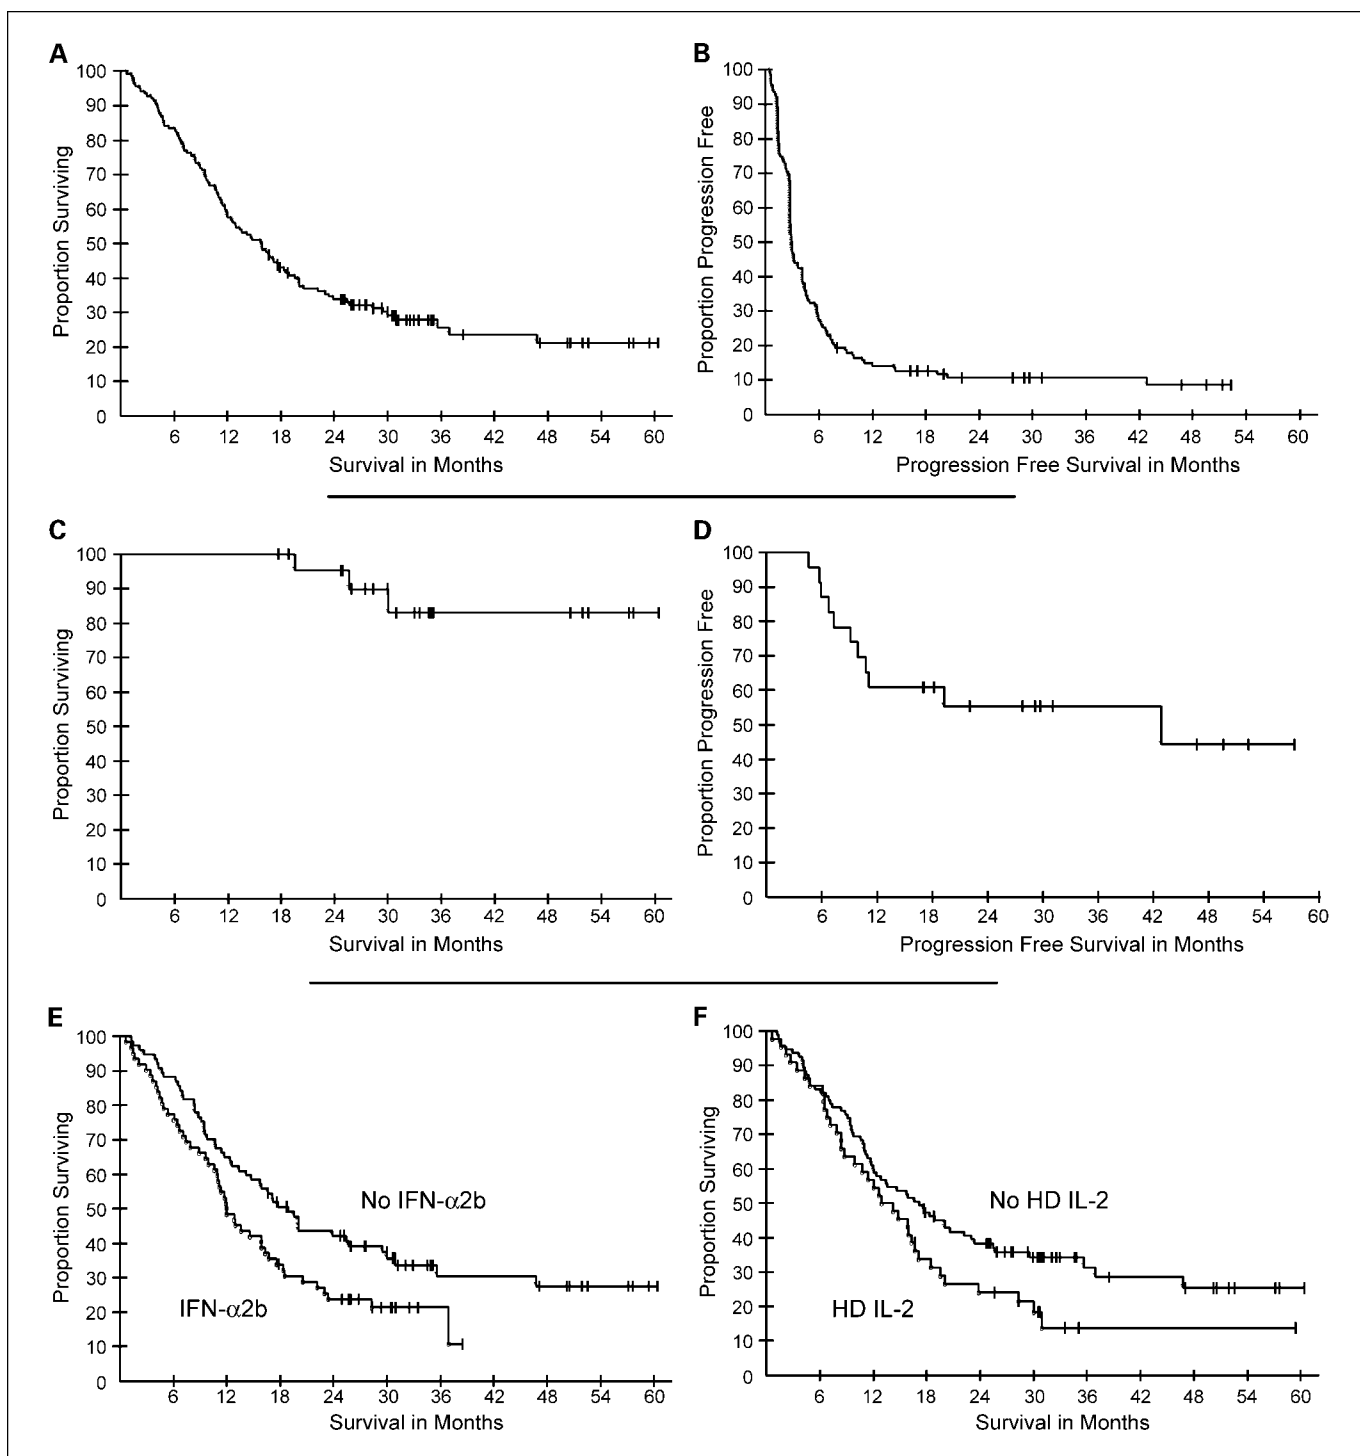 A
100
90
80
70
60
50
40
30
20
10
0
Proportion Surviving
6 12 18 24 30 36 42 48 54 60
Survival in Months
B
100
90
80
70
60
50
40
30
20
10
0
Proportion Progression Free
6 12 18 24 30 36 42 48 54 60
Progression Free Survival in Months
C
100
90
80
70
60
50
40
30
20
10
0
Proportion Surviving
6 12 18 24 30 36 42 48 54 60
Survival in Months
D
100
90
80
70
60
50
40
30
20
10
0
Proportion Progression Free
6 12 18 24 30 36 42 48 54 60
Progression Free Survival in Months
E
100
90
80
70
60
50
40
30
20
10
0
Proportion Surviving
No IFN-α2b
IFN-α2b
6 12 18 24 30 36 42 48 54 60
Survival in Months
F
100
90
80
70
60
50
40
30
20
10
0
Proportion Surviving
No HD IL-2
HD IL-2
6 12 18 24 30 36 42 48 54 60
Survival in Months